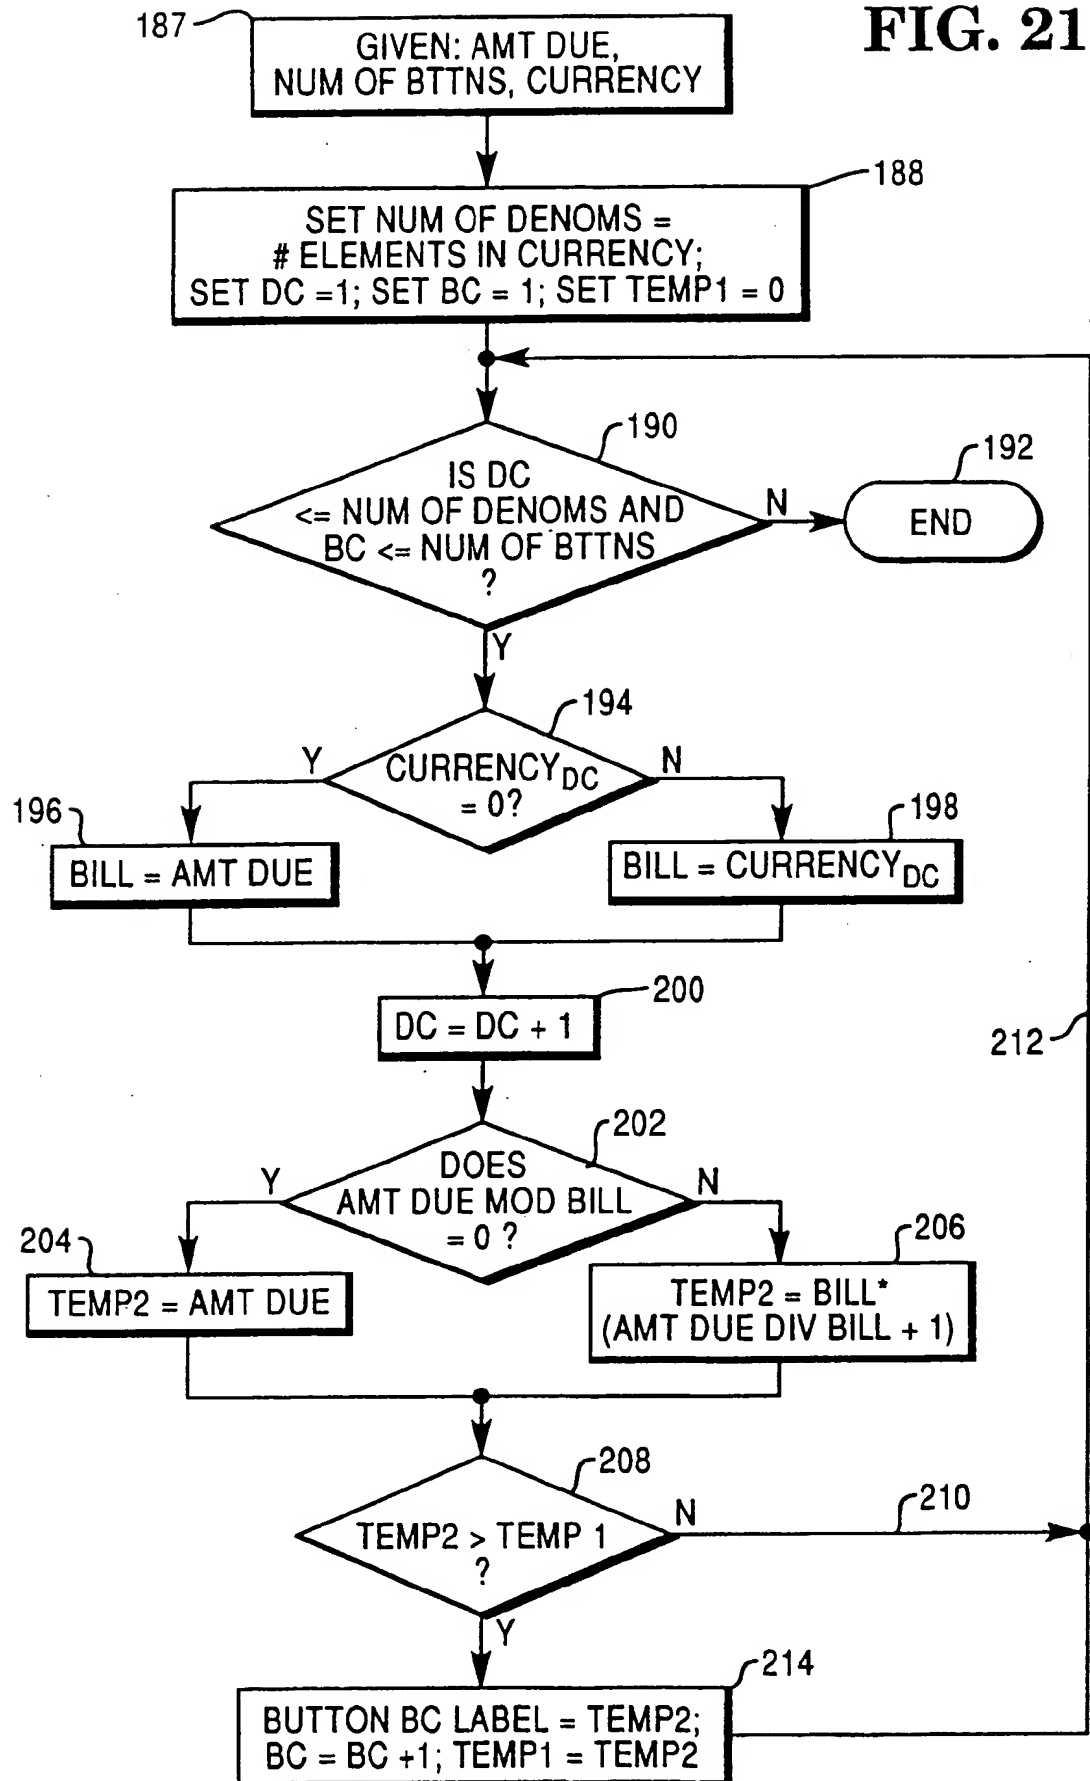 FIG. 21
187
GIVEN: AMT DUE,
NUM OF BTTNS, CURRENCY
188
SET NUM OF DENOMS =
# ELEMENTS IN CURRENCY;
SET DC =1; SET BC = 1; SET TEMP1 = 0
190
IS DC
<= NUM OF DENOMS AND
BC <= NUM OF BTTNS
?
N
192
END
Y
194
CURRENCY_DC
= 0?
Y
N
196
BILL = AMT DUE
198
BILL = CURRENCY_DC
200
DC = DC + 1
212
202
DOES
AMT DUE MOD BILL
= 0 ?
Y
N
204
TEMP2 = AMT DUE
206
TEMP2 = BILL*
(AMT DUE DIV BILL + 1)
208
TEMP2 > TEMP 1
?
N
210
Y
214
BUTTON BC LABEL = TEMP2;
BC = BC +1; TEMP1 = TEMP2